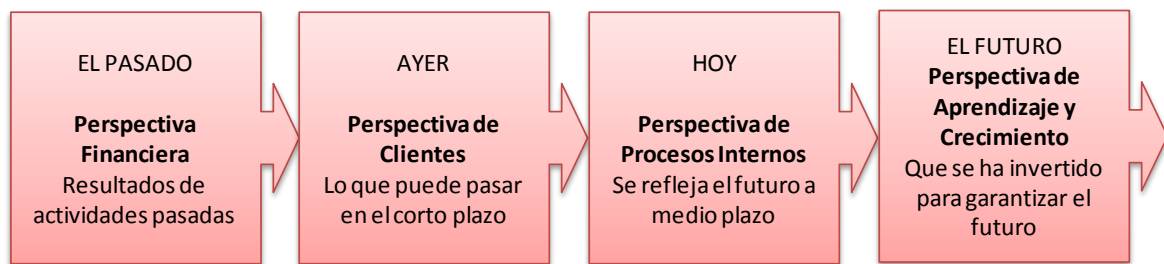 EL PASADO
Perspectiva
Financiera
Resultados de
actividades pasadas
AYER
Perspectiva de
Clientes
Lo que puede pasar
en el corto plazo
HOY
Perspectiva de
Procesos Internos
Se refleja el futuro a
medio plazo
EL FUTURO
Perspectiva de
Aprendizaje y
Crecimiento
Que se ha invertido
para garantizar el
futuro